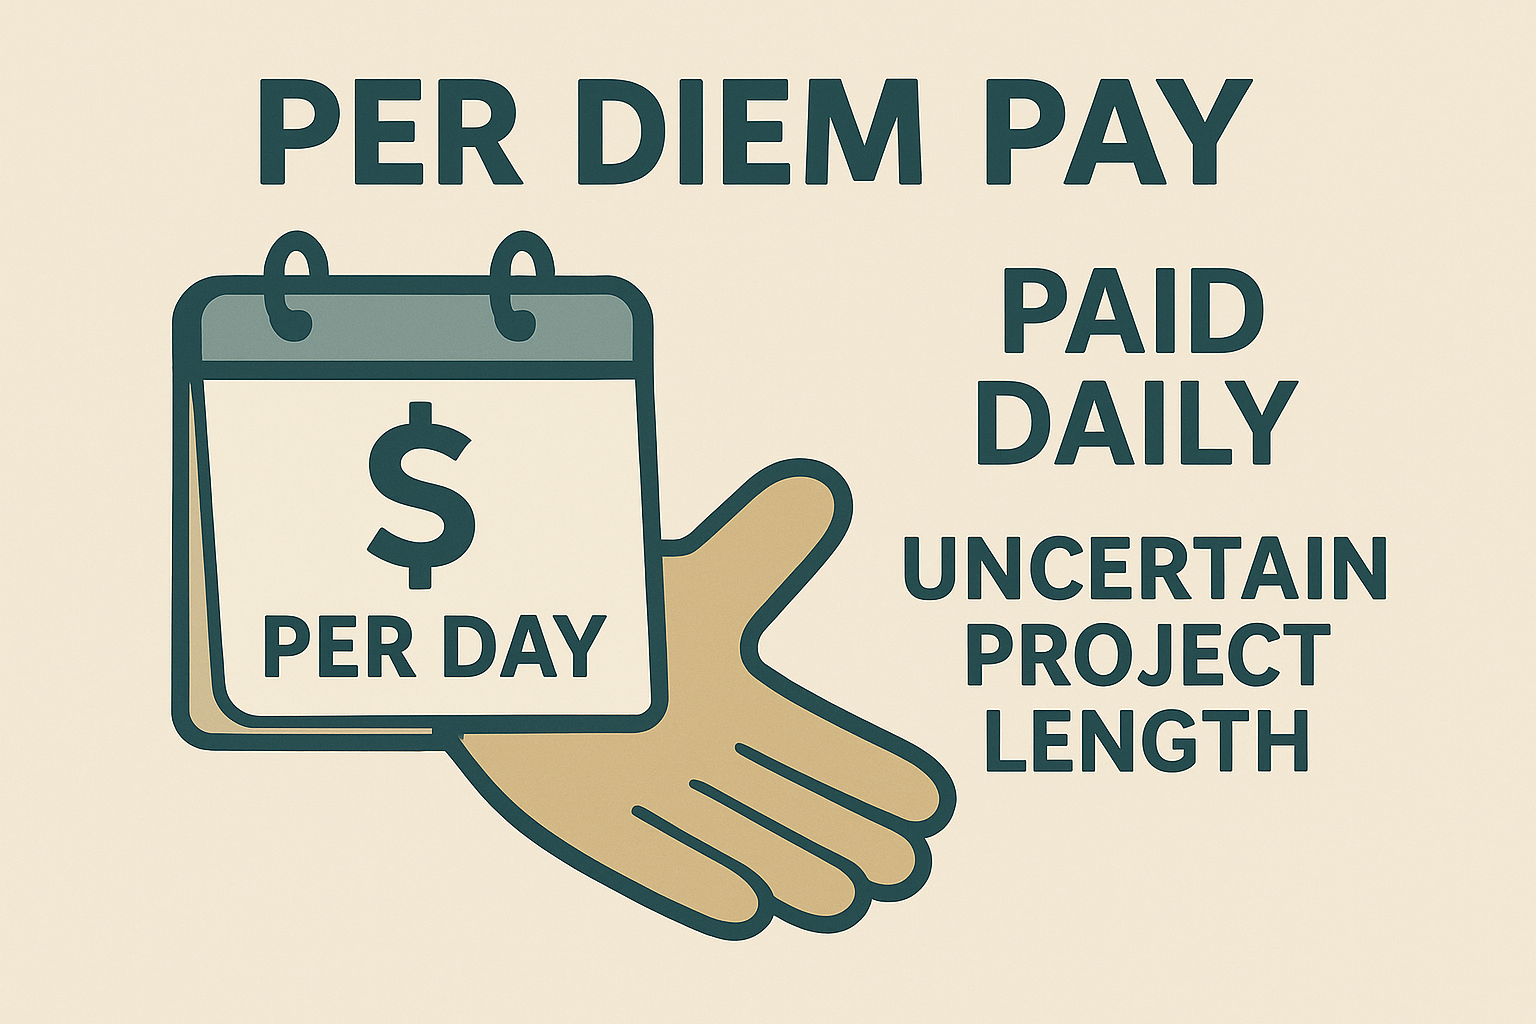 PER DIEM PAY
$
PER DAY
PAID
DAILY
UNCERTAIN
PROJECT
LENGTH